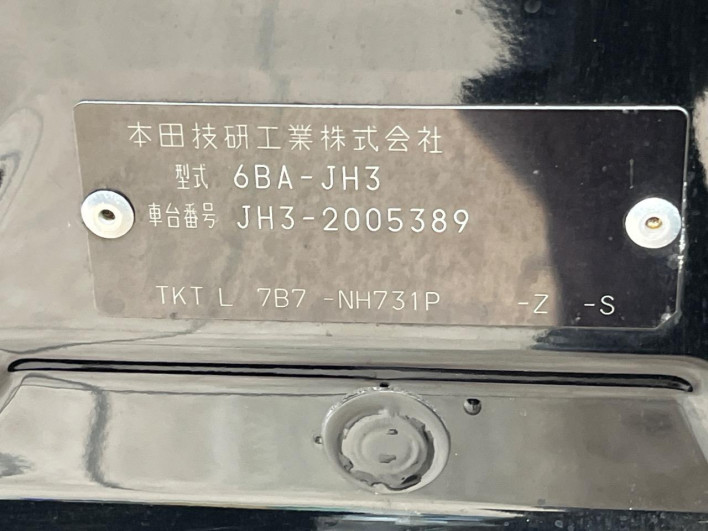 本田技研工業株式会社
型式 6BA-JH3
車台番号 JH3-2005389
TKT L 7B7 -NH731P -Z -S